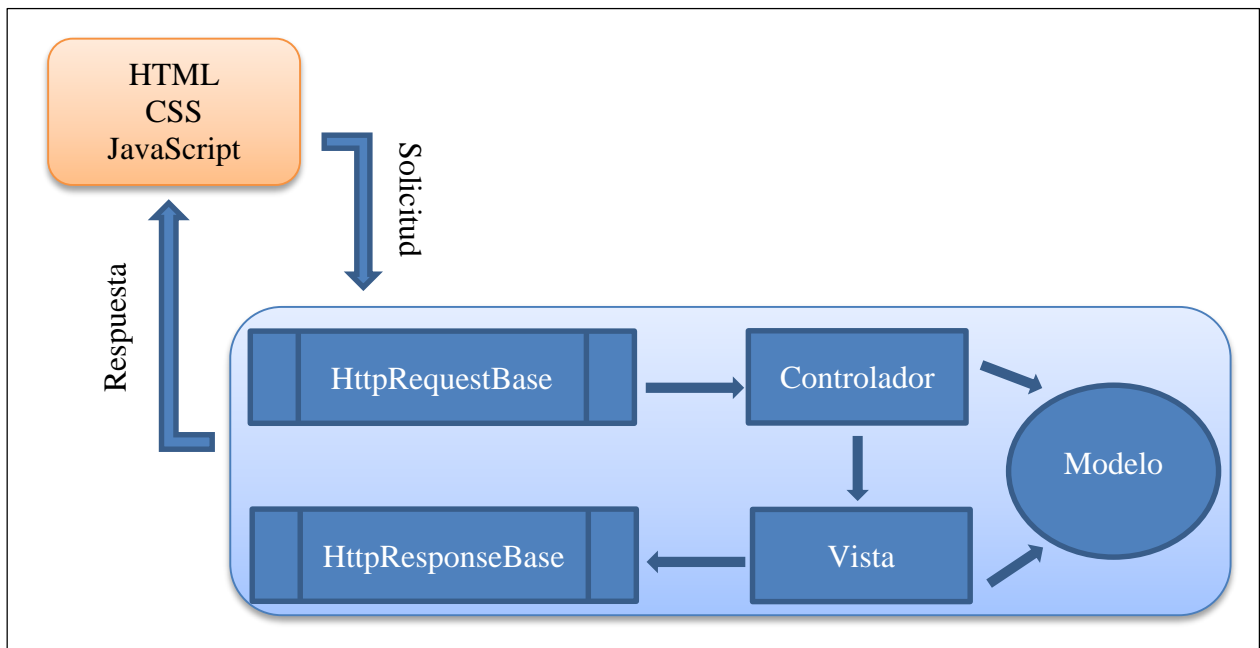 HTML
CSS
JavaScript
Solicitud
Respuesta
HttpRequestBase
Controlador
Modelo
HttpResponseBase
Vista